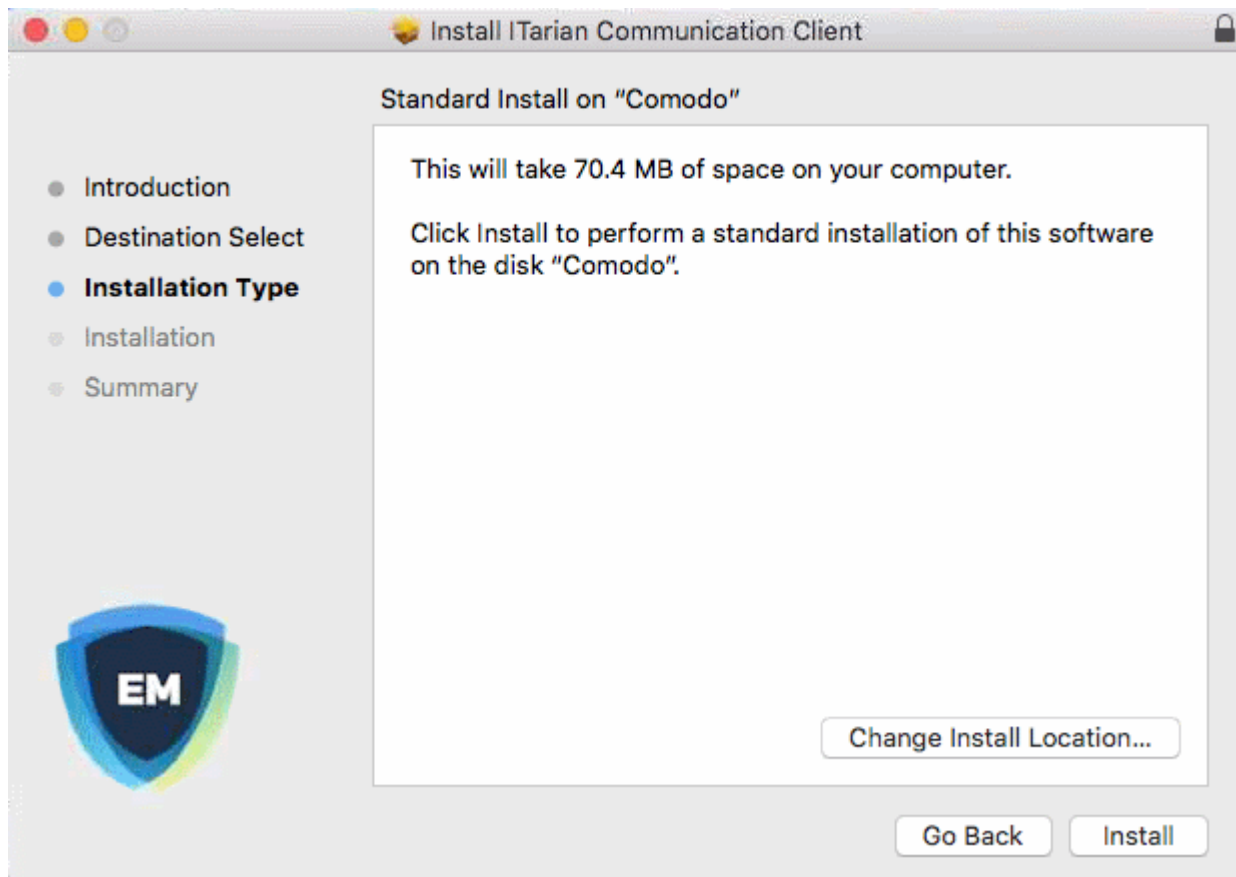 Install ITarian Communication Client
Standard Install on “Comodo”
Introduction
Destination Select
Installation Type
Installation
Summary
This will take 70.4 MB of space on your computer.
Click Install to perform a standard installation of this software
on the disk “Comodo”.
EM
Change Install Location...
Go Back
Install